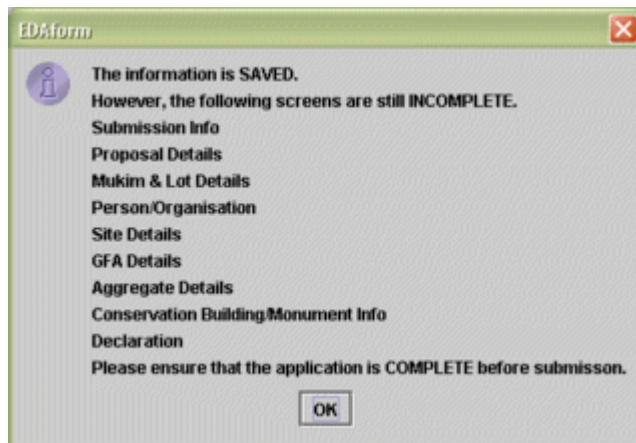 EDAform
The information is SAVED.
However, the following screens are still INCOMPLETE.
Submission Info
Proposal Details
Mukim & Lot Details
Person/Organisation
Site Details
GFA Details
Aggregate Details
Conservation Building/Monument Info
Declaration
Please ensure that the application is COMPLETE before submisson.
OK